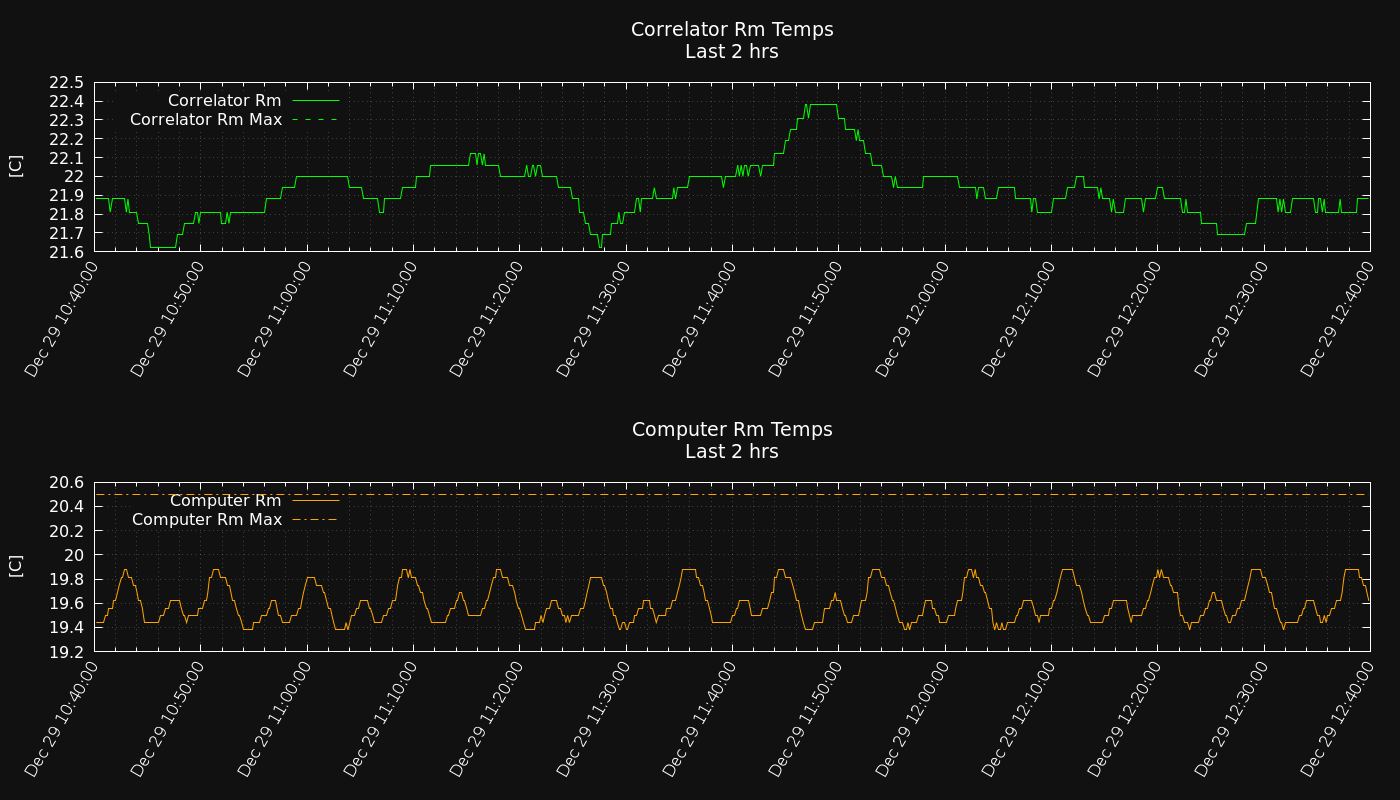 Correlator Rm Temps
Last 2 hrs
22.5
22.4
22.3
22.2
22.1
22
21.9
21.8
21.7
21.6
[C]
Correlator Rm
Correlator Rm Max
Dec 29 10:40:00
Dec 29 10:50:00
Dec 29 11:00:00
Dec 29 11:10:00
Dec 29 11:20:00
Dec 29 11:30:00
Dec 29 11:40:00
Dec 29 11:50:00
Dec 29 12:00:00
Dec 29 12:10:00
Dec 29 12:20:00
Dec 29 12:30:00
Dec 29 12:40:00
Computer Rm Temps
Last 2 hrs
20.6
20.4
20.2
20
19.8
19.6
19.4
19.2
[C]
Computer Rm
Computer Rm Max
Dec 29 10:40:00
Dec 29 10:50:00
Dec 29 11:00:00
Dec 29 11:10:00
Dec 29 11:20:00
Dec 29 11:30:00
Dec 29 11:40:00
Dec 29 11:50:00
Dec 29 12:00:00
Dec 29 12:10:00
Dec 29 12:20:00
Dec 29 12:30:00
Dec 29 12:40:00